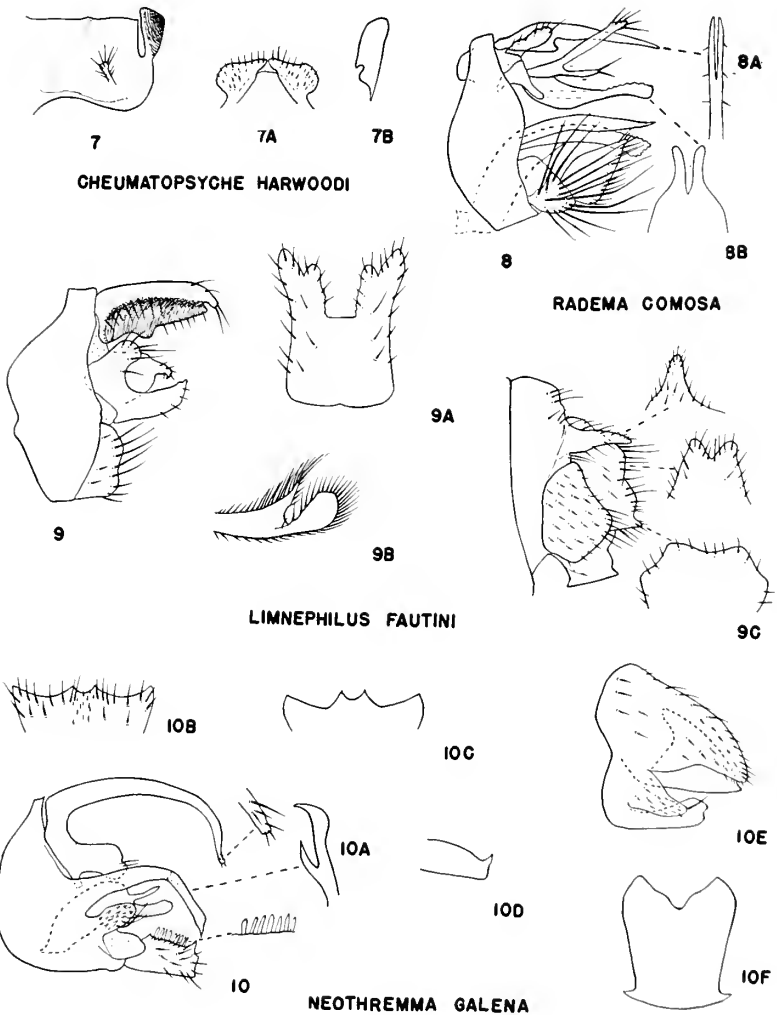 7
7A
7B
CHEUMATOPSYCHE HARWOODI
8
8A
8B
RADEMA COMOSA
9
9A
9B
9C
LIMNEPHILUS FAUTINI
10B
10C
10A
10D
10E
10
10F
NEOTHREMMA GALENA